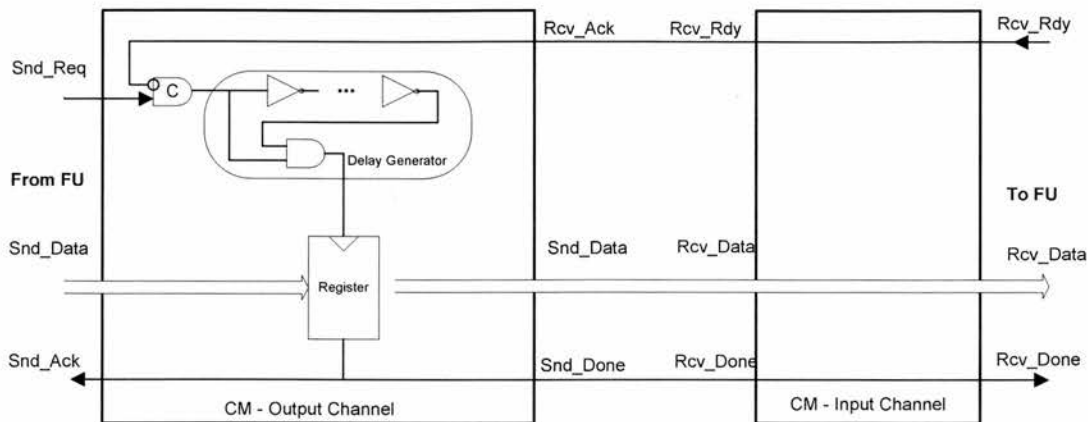 Rcv_Ack
Rcv_Rdy
Rcv_Rdy
Snd_Req
C
...
Delay Generator
From FU
To FU
Snd_Data
Snd_Data
Rcv_Data
Rcv_Data
Register
Snd_Ack
Snd_Done
Rcv_Done
Rcv_Done
CM - Output Channel
CM - Input Channel